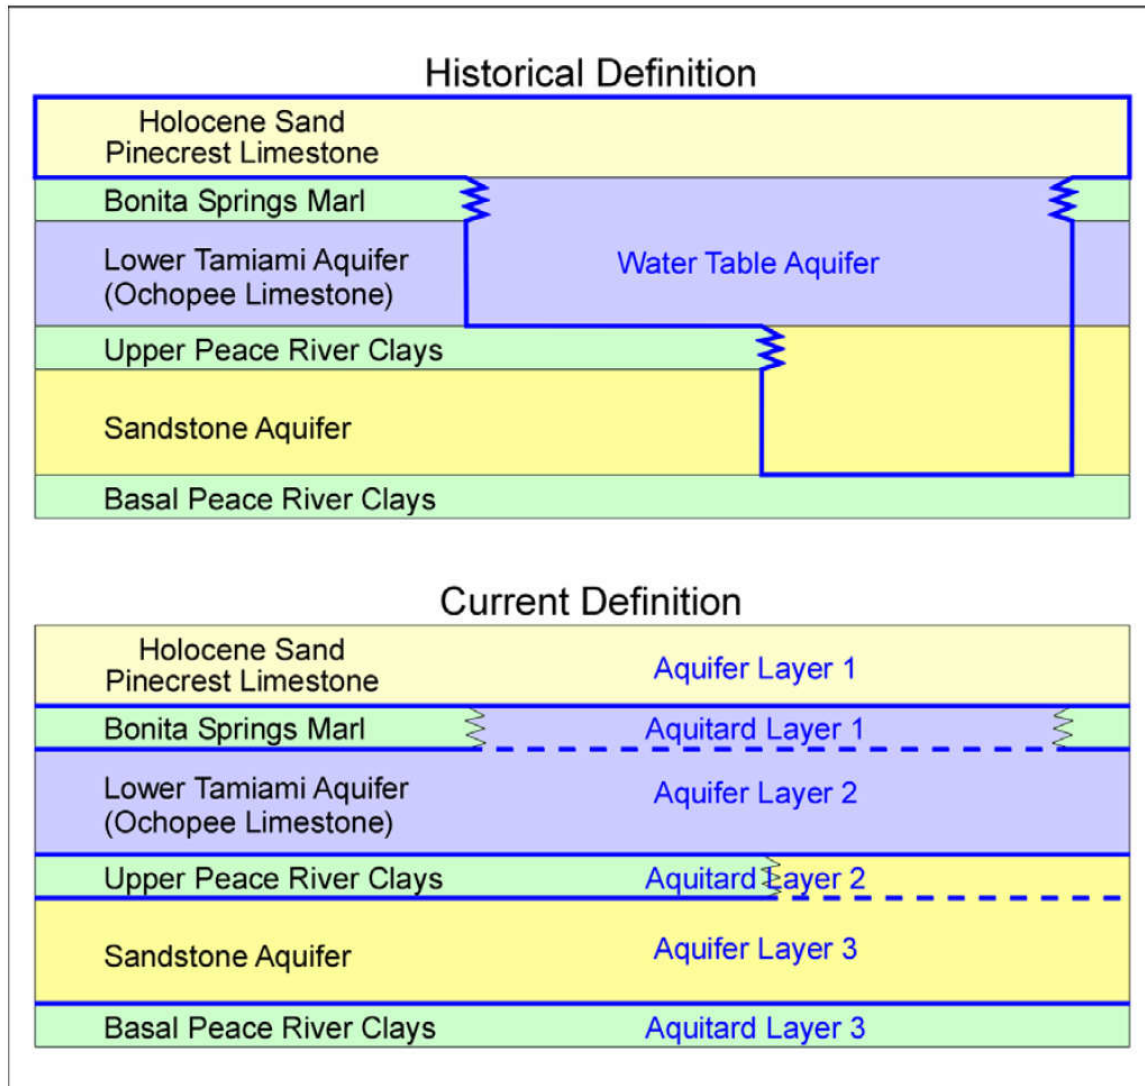 Historical Definition
Holocene Sand
Pinecrest Limestone
Bonita Springs Marl
Lower Tamiami Aquifer
(Ochopee Limestone)
Water Table Aquifer
Upper Peace River Clays
Sandstone Aquifer
Basal Peace River Clays
Current Definition
Holocene Sand
Pinecrest Limestone
Aquifer Layer 1
Bonita Springs Marl
Aquitard Layer 1
Lower Tamiami Aquifer
(Ochopee Limestone)
Aquifer Layer 2
Upper Peace River Clays
Aquitard Layer 2
Sandstone Aquifer
Aquifer Layer 3
Basal Peace River Clays
Aquitard Layer 3